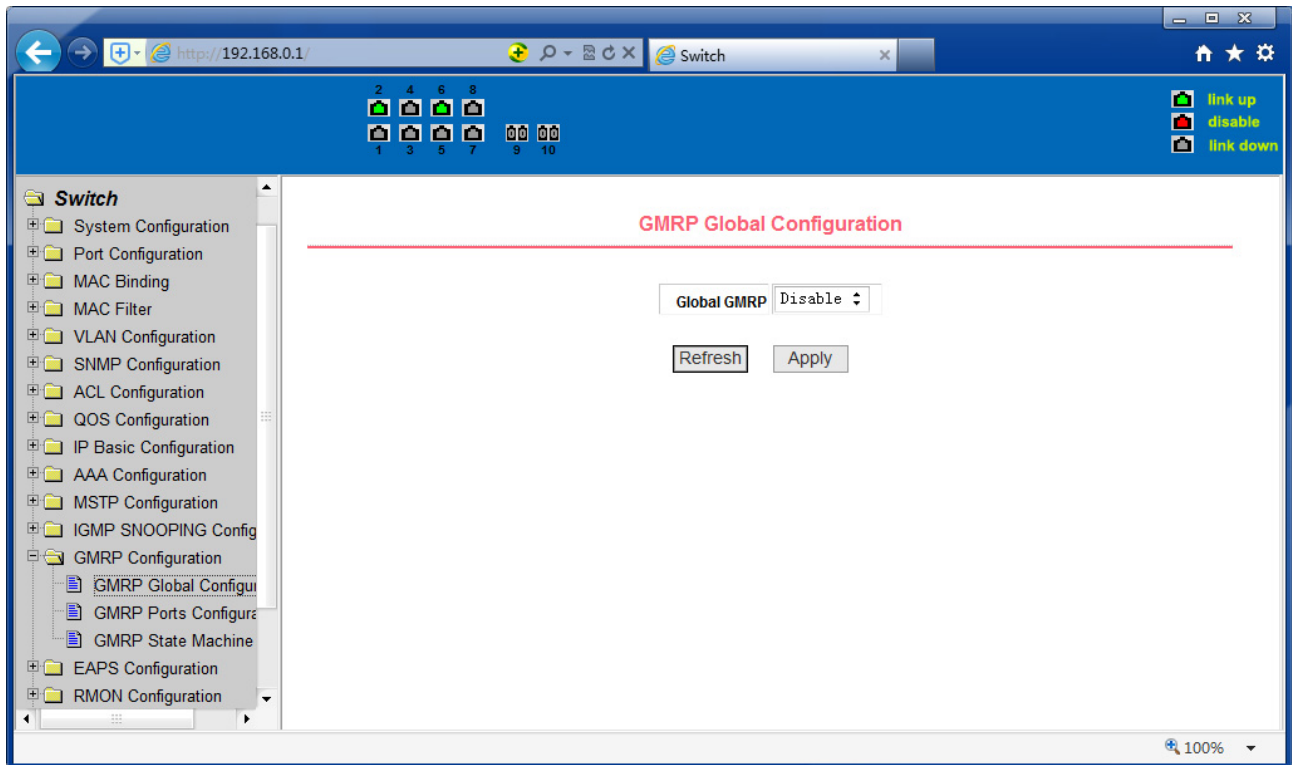 http://192.168.0.1/
Switch
2 4 6 8
1 3 5 7 9 10
link up
disable
link down
Switch
System Configuration
Port Configuration
MAC Binding
MAC Filter
VLAN Configuration
SNMP Configuration
ACL Configuration
QOS Configuration
IP Basic Configuration
AAA Configuration
MSTP Configuration
IGMP SNOOPING Config
GMRP Configuration
GMRP Global Configu
GMRP Ports Configura
GMRP State Machine
EAPS Configuration
RMON Configuration
GMRP Global Configuration
Global GMRP Disable
Refresh Apply
100%